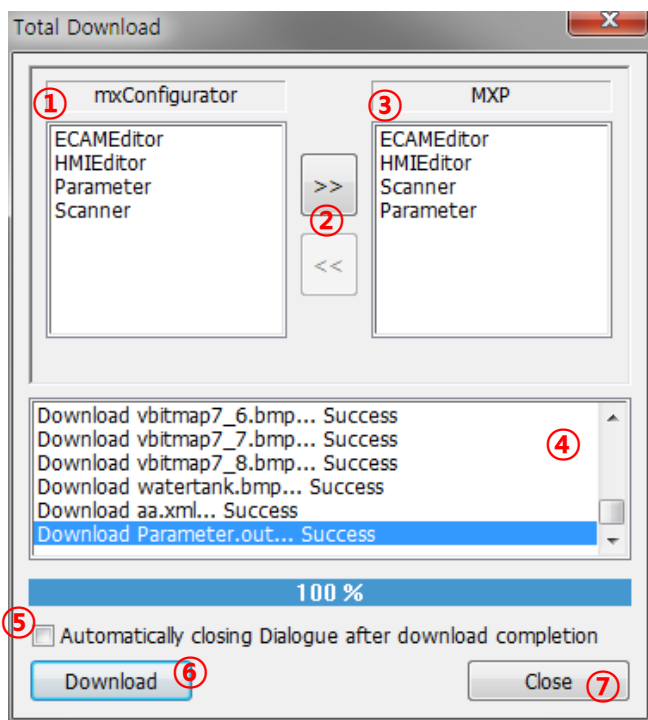 Total Download
x
① mxConfigurator
③ MXP
ECAMEditor
HMIEditor
Parameter
Scanner
>>
②
<<
ECAMEditor
HMIEditor
Scanner
Parameter
Download vbitmap7_6.bmp... Success
Download vbitmap7_7.bmp... Success
Download vbitmap7_8.bmp... Success
④
Download watertank.bmp... Success
Download aa.xml... Success
Download Parameter.out... Success
100 %
⑤ Automatically closing Dialogue after download completion
Download ⑥
Close ⑦